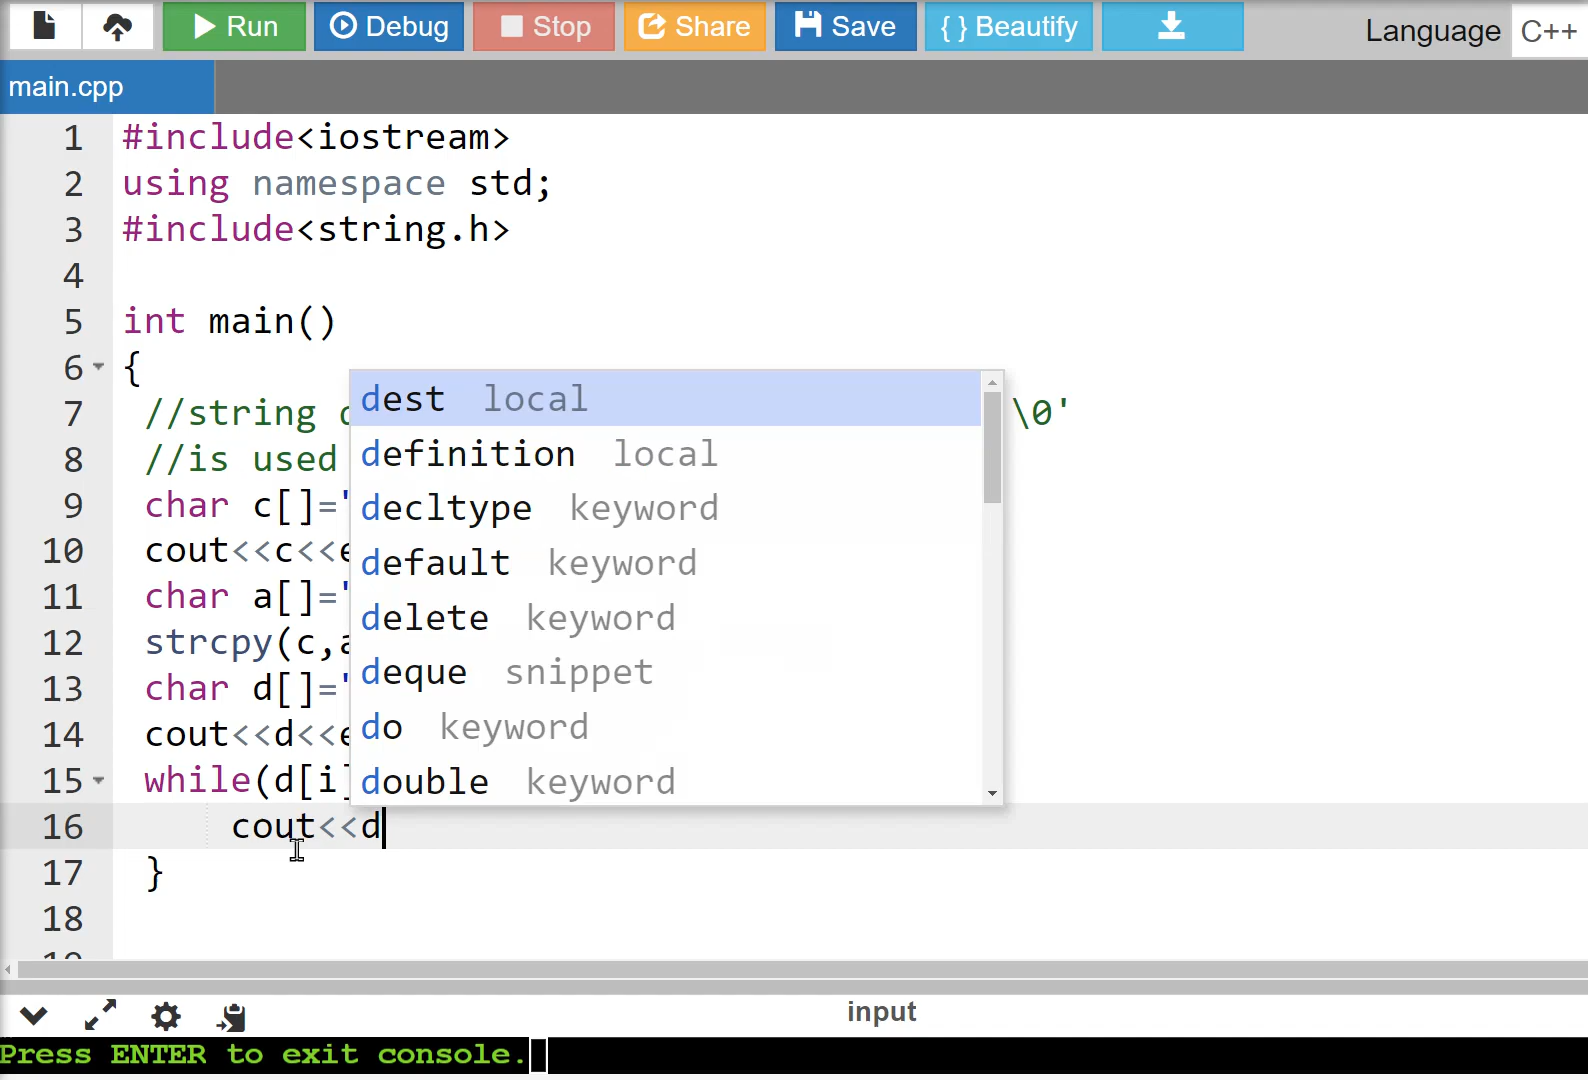 Run Debug Stop Share Save { } Beautify Language C++
main.cpp
1 #include<iostream>
2 using namespace std;
3 #include<string.h>
4
5 int main()
6 {
7 //string \0'
8 //is used
9 char c[]='
10 cout<<c<<e
11 char a[]='
12 strcpy(c,a
13 char d[]='
14 cout<<d<<e
15 while(d[i]
16 cout<<d
17 }
18
dest local
definition local
decltype keyword
default keyword
delete keyword
deque snippet
do keyword
double keyword
input
Press ENTER to exit console.